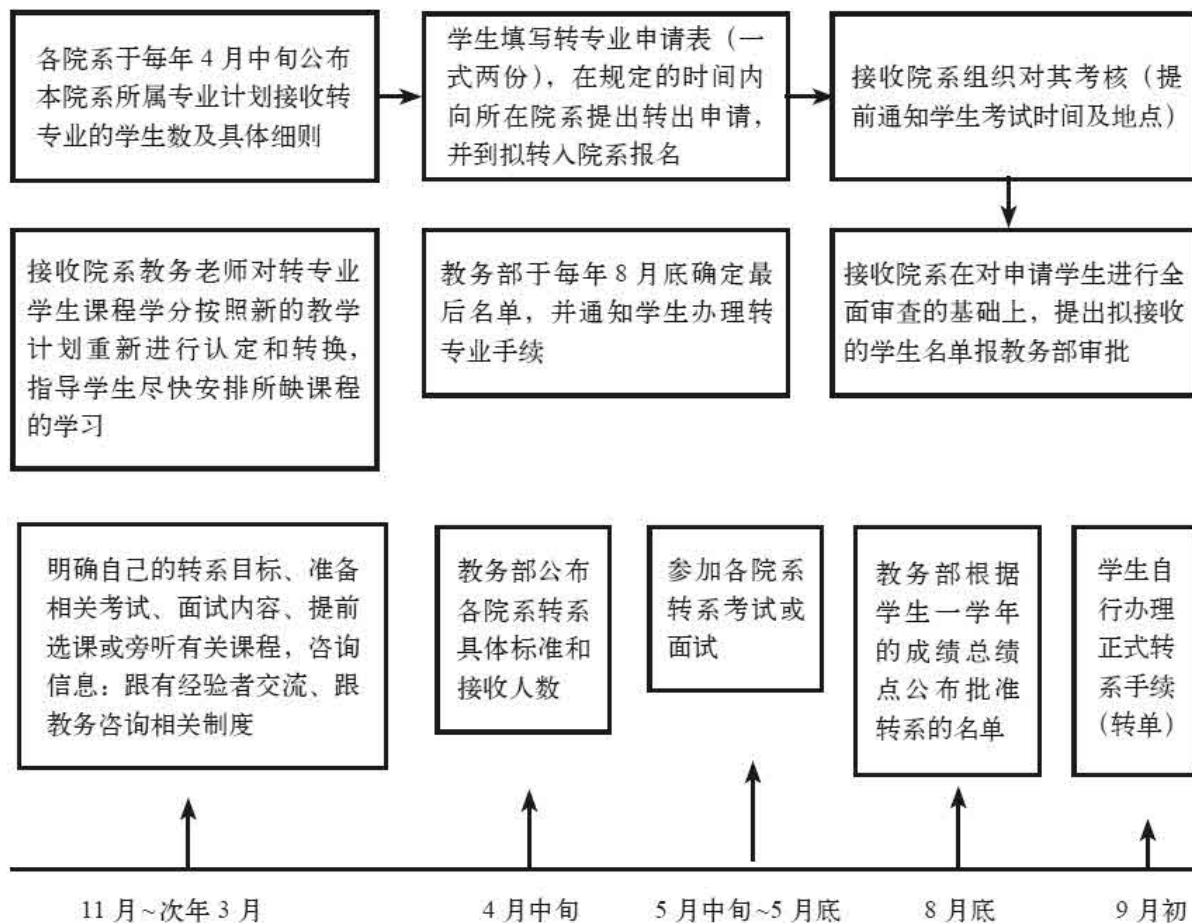 各院系于每年 4 月中旬公布
本院系所属专业计划接收转
专业的学生数及具体细则
学生填写转专业申请表（一
式两份），在规定的时间内
向所在院系提出转出申请，
并到拟转入院系报名
接收院系组织对其考核（提
前通知学生考试时间及地点）
接收院系教务老师对转专业
学生课程学分按照新的教学
计划重新进行认定和转换，
指导学生尽快安排所缺课程
的学习
教务部于每年 8 月底确定最
后名单，并通知学生办理转
专业手续
接收院系在对申请学生进行全
面审查的基础上，提出拟接收
的学生名单报教务部审批
明确自己的转系目标、准备
相关考试、面试内容、提前
选课或旁听有关课程，咨询
信息：跟有经验者交流、跟
教务咨询相关制度
教务部公布
各院系转系
具体标准和
接收人数
参加各院系
转系考试或
面试
教务部根据
学生一学年
的成绩总绩
点公布批准
转系的名单
学生自
行办理
正式转
系手续
（转单）
11 月~次年 3 月
4 月中旬
5 月中旬~5 月底
8 月底
9 月初